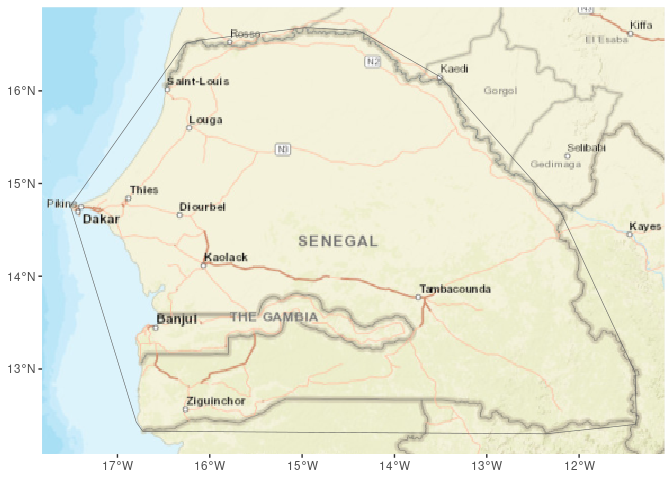 Kiffa
N3
El Esaba
Rosso
N2
Kaedi
16°N
Saint-Louis
Gorgol
Louga
N3
Selibabi
Gedimaga
15°N
Thies
Pikine
Diourbel
Dakar
Kayes
SENEGAL
Kaolack
14°N
Tambacounda
Banjul
THE GAMBIA
13°N
Ziguinchor
17°W
16°W
15°W
14°W
13°W
12°W